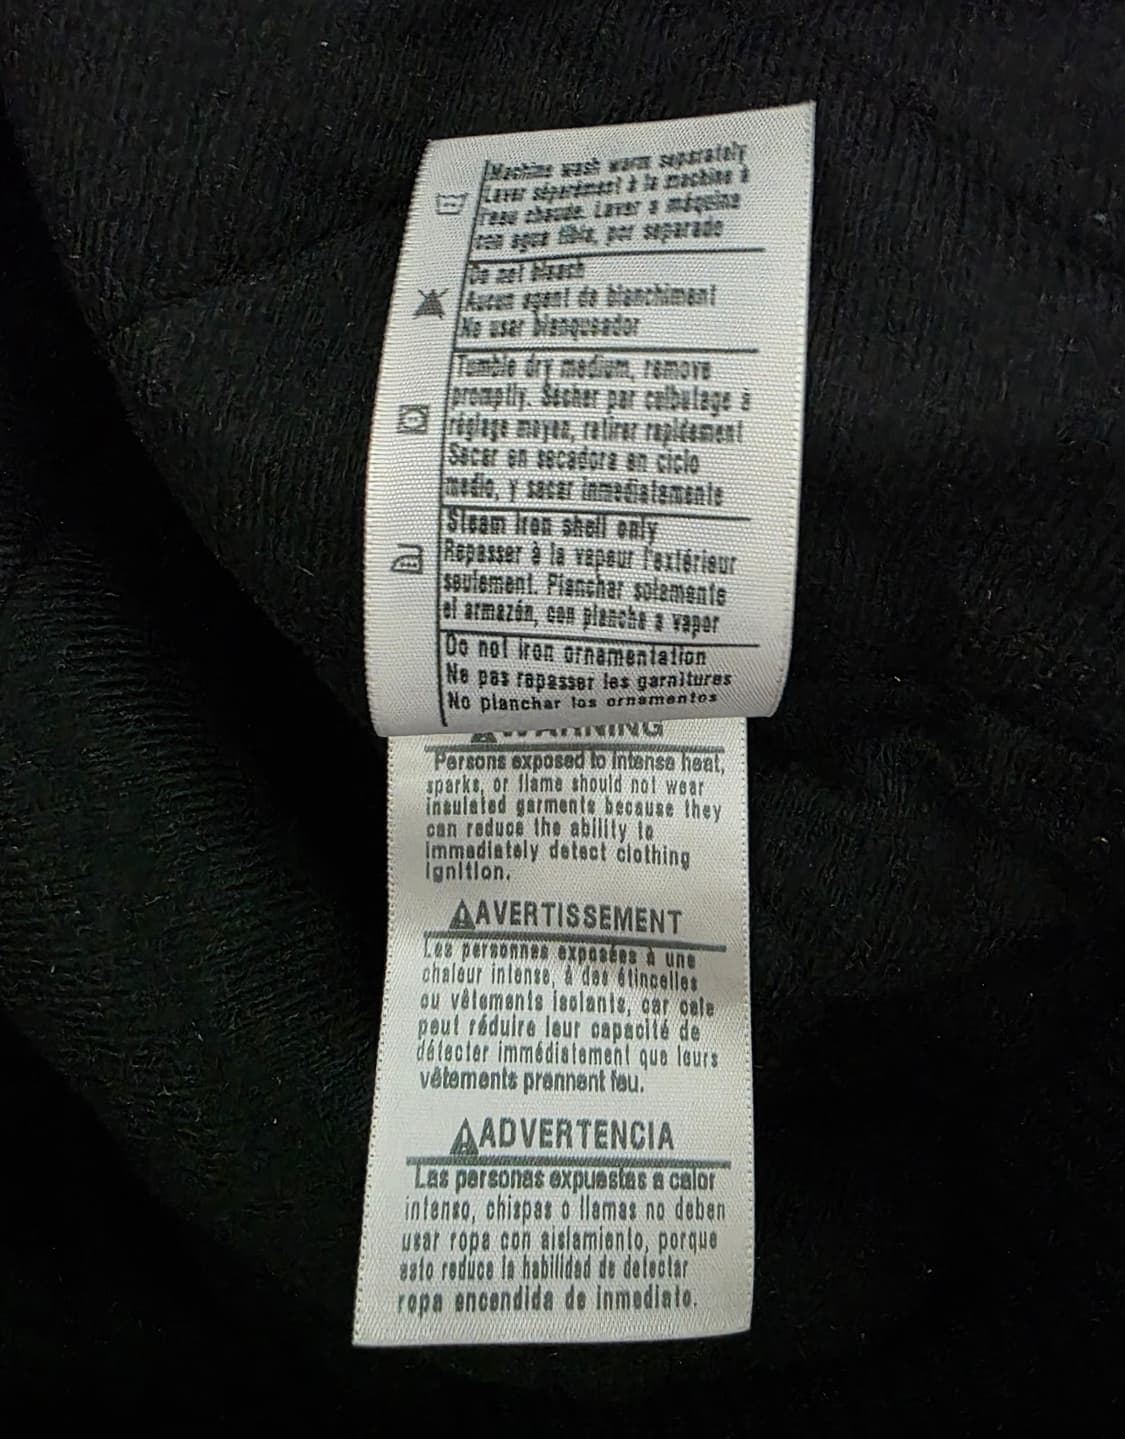 Machine wash warm separately
Laver séparément à la machine à
l'eau chaude. Lavar a máquina
con agua tibia, por separado
Do not bleach
Aucun agent de blanchiment
No usar blanqueador
Tumble dry medium, remove
promptly. Sécher par culbutage à
réglage moyen, retirer rapidement
Secar en secadora en ciclo
medio, y sacar inmediatamente
Steam iron shell only
Repasser à la vapeur l'extérieur
seulement. Planchar solamente
el armazón, con plancha a vapor
Do not iron ornamentation
Ne pas repasser les garnitures
No planchar los ornamentos
WARNING
Persons exposed to intense heat,
sparks, or flame should not wear
insulated garments because they
can reduce the ability to
immediately detect clothing
ignition.
AVERTISSEMENT
Les personnes exposées à une
chaleur intense, à des étincelles
ou vêtements isolants, car cela
peut réduire leur capacité de
détecter immédiatement que leurs
vêtements prennent feu.
ADVERTENCIA
Las personas expuestas a calor
intenso, chispas o llamas no deben
usar ropa con aislamiento, porque
esto reduce la habilidad de detectar
ropa encendida de inmediato.